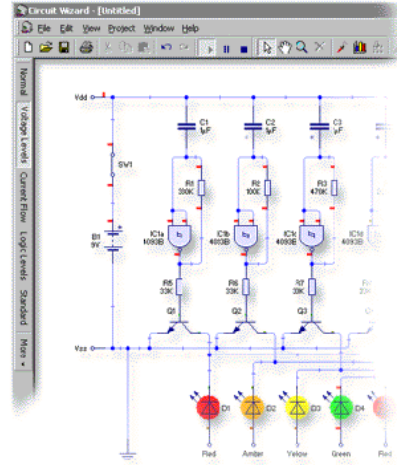 Circuit Wizard - [Untitled]
File Edit View Project Window Help
Normal
Voltage Levels
Current Flow
Logic Levels
Standard
More
Vdd
SW1
B1
9V
C1
1µF
C2
1µF
C3
µF
R1
R2
100K
R3
470K
IC1a
4093B
IC1b
4093B
IC1c
4093B
IC1d
4093B
R5
33K
R6
33K
R7
33K
Q1
Q2
Q3
Vss
D1
D2
D3
D4
Red
Amber
Yellow
Green
Red